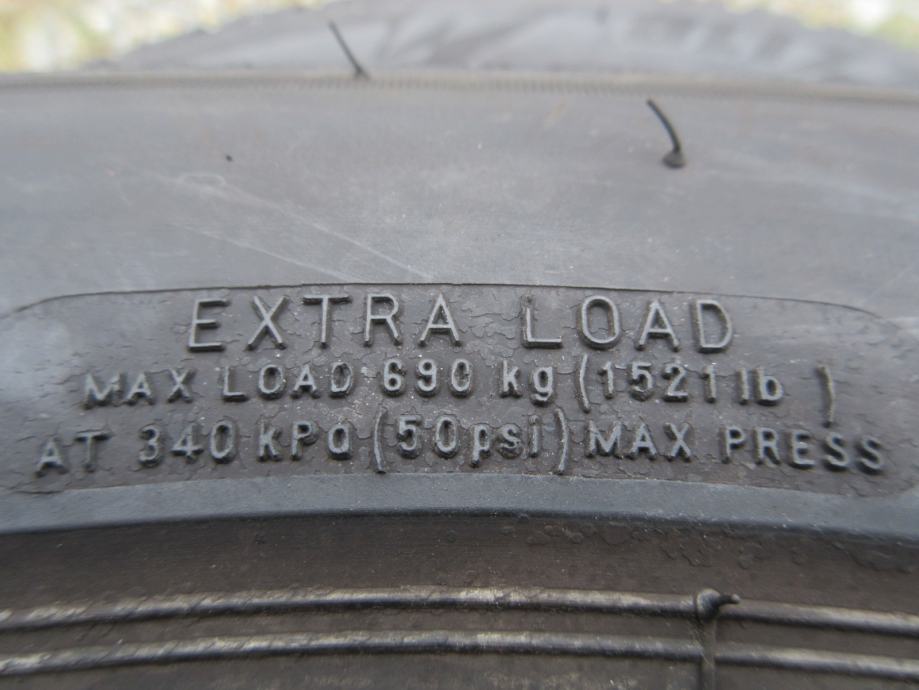 EXTRA LOAD
MAX LOAD 690 kg (1521 lb )
AT 340 kPa (50psi) MAX PRESS